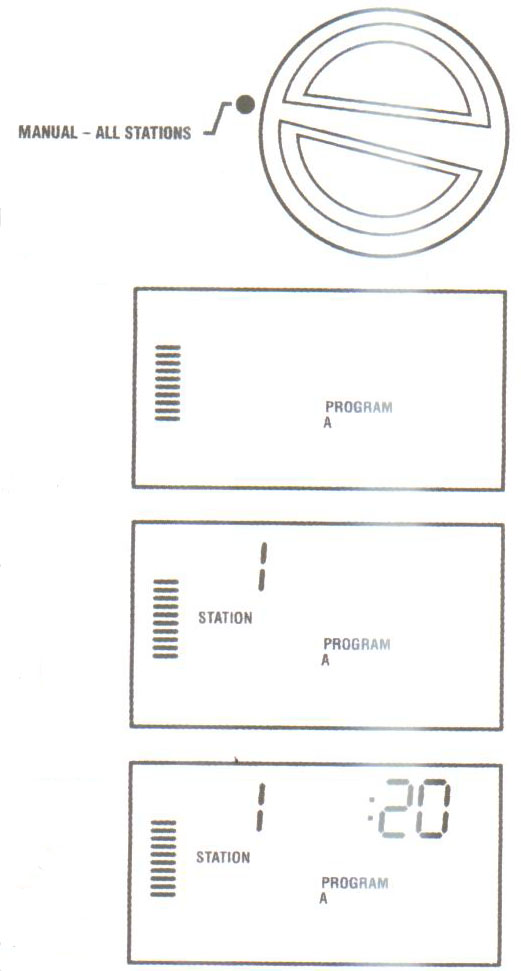 MANUAL – ALL STATIONS
PROGRAM
A
1
STATION
PROGRAM
A
1 :20
STATION
PROGRAM
A